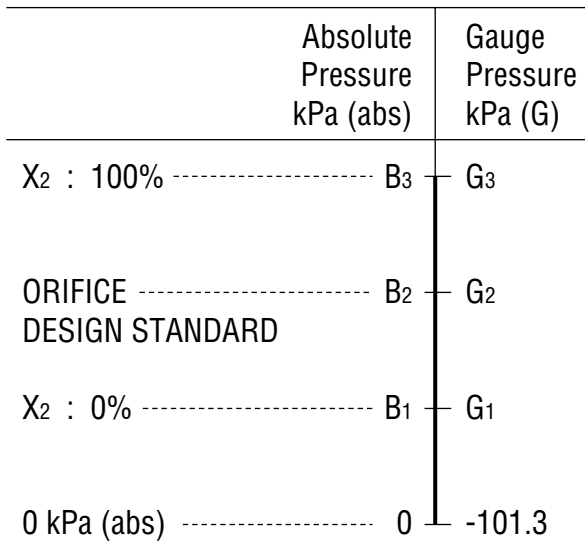 Absolute Gauge
Pressure Pressure
kPa (abs) kPa (G)
X2 : 100% B3 G3
ORIFICE B2 G2
DESIGN STANDARD
X2 : 0% B1 G1
0 kPa (abs) 0 -101.3